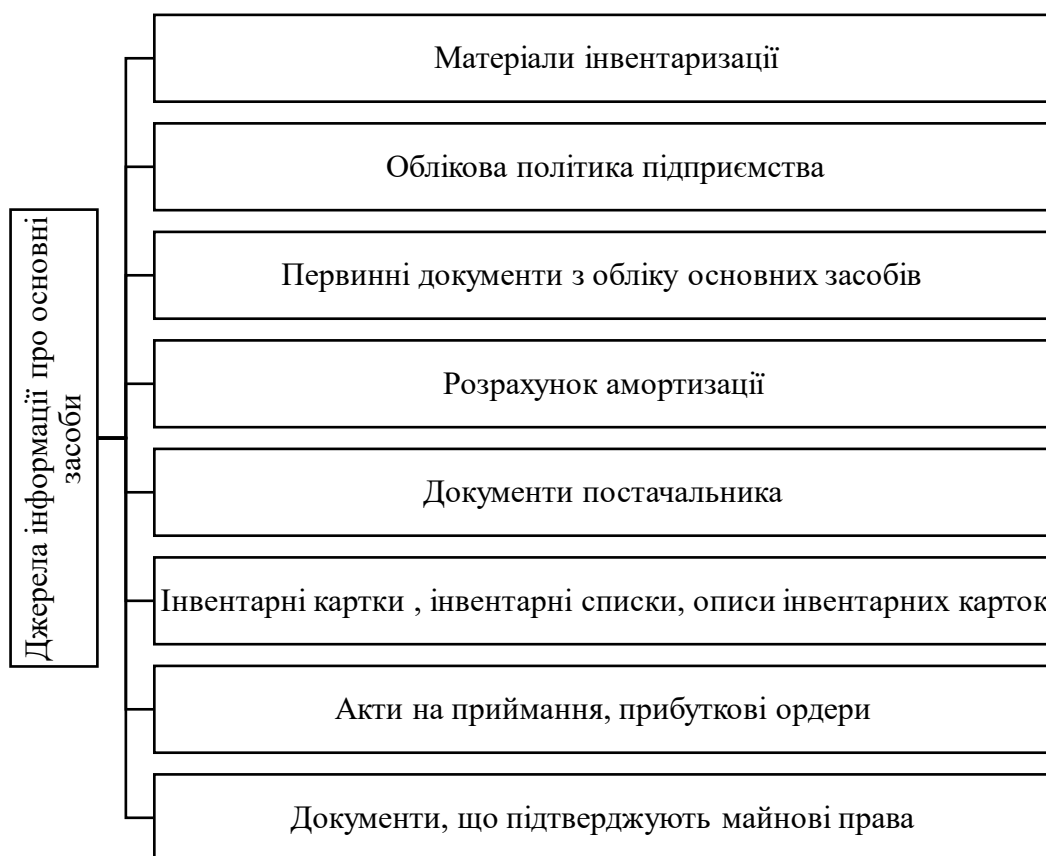 Джерела інформації про основні
засоби
Матеріали інвентаризації
Облікова політика підприємства
Первинні документи з обліку основних засобів
Розрахунок амортизації
Документи постачальника
Інвентарні картки , інвентарні списки, описи інвентарних карток
Акти на приймання, прибуткові ордери
Документи, що підтверджують майнові права